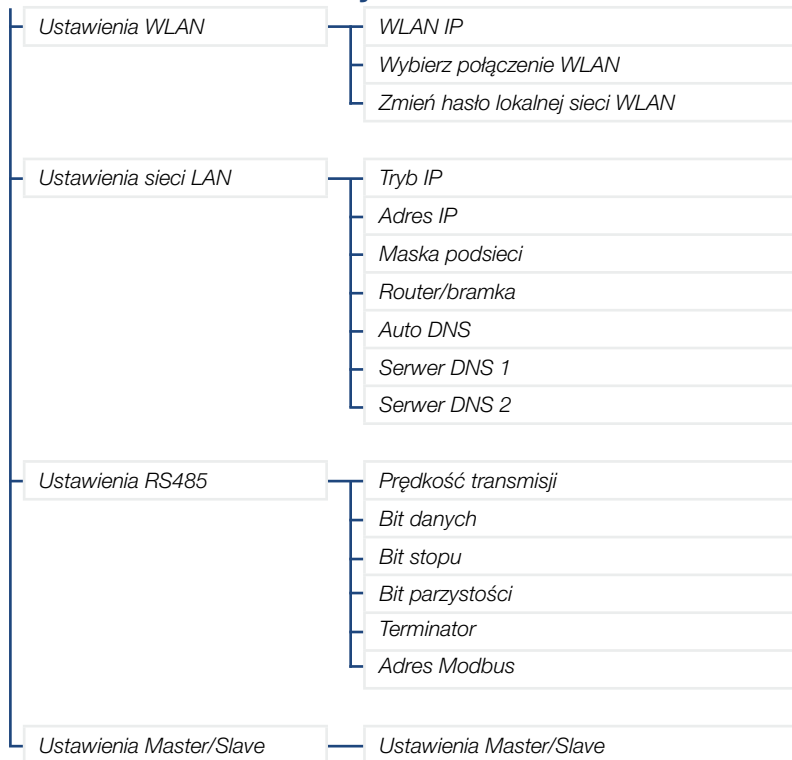 Ustawienia WLAN
WLAN IP
Wybierz połączenie WLAN
Zmień hasło lokalnej sieci WLAN
Ustawienia sieci LAN
Tryb IP
Adres IP
Maska podsieci
Router/bramka
Auto DNS
Serwer DNS 1
Serwer DNS 2
Ustawienia RS485
Prędkość transmisji
Bit danych
Bit stopu
Bit parzystości
Terminator
Adres Modbus
Ustawienia Master/Slave
Ustawienia Master/Slave